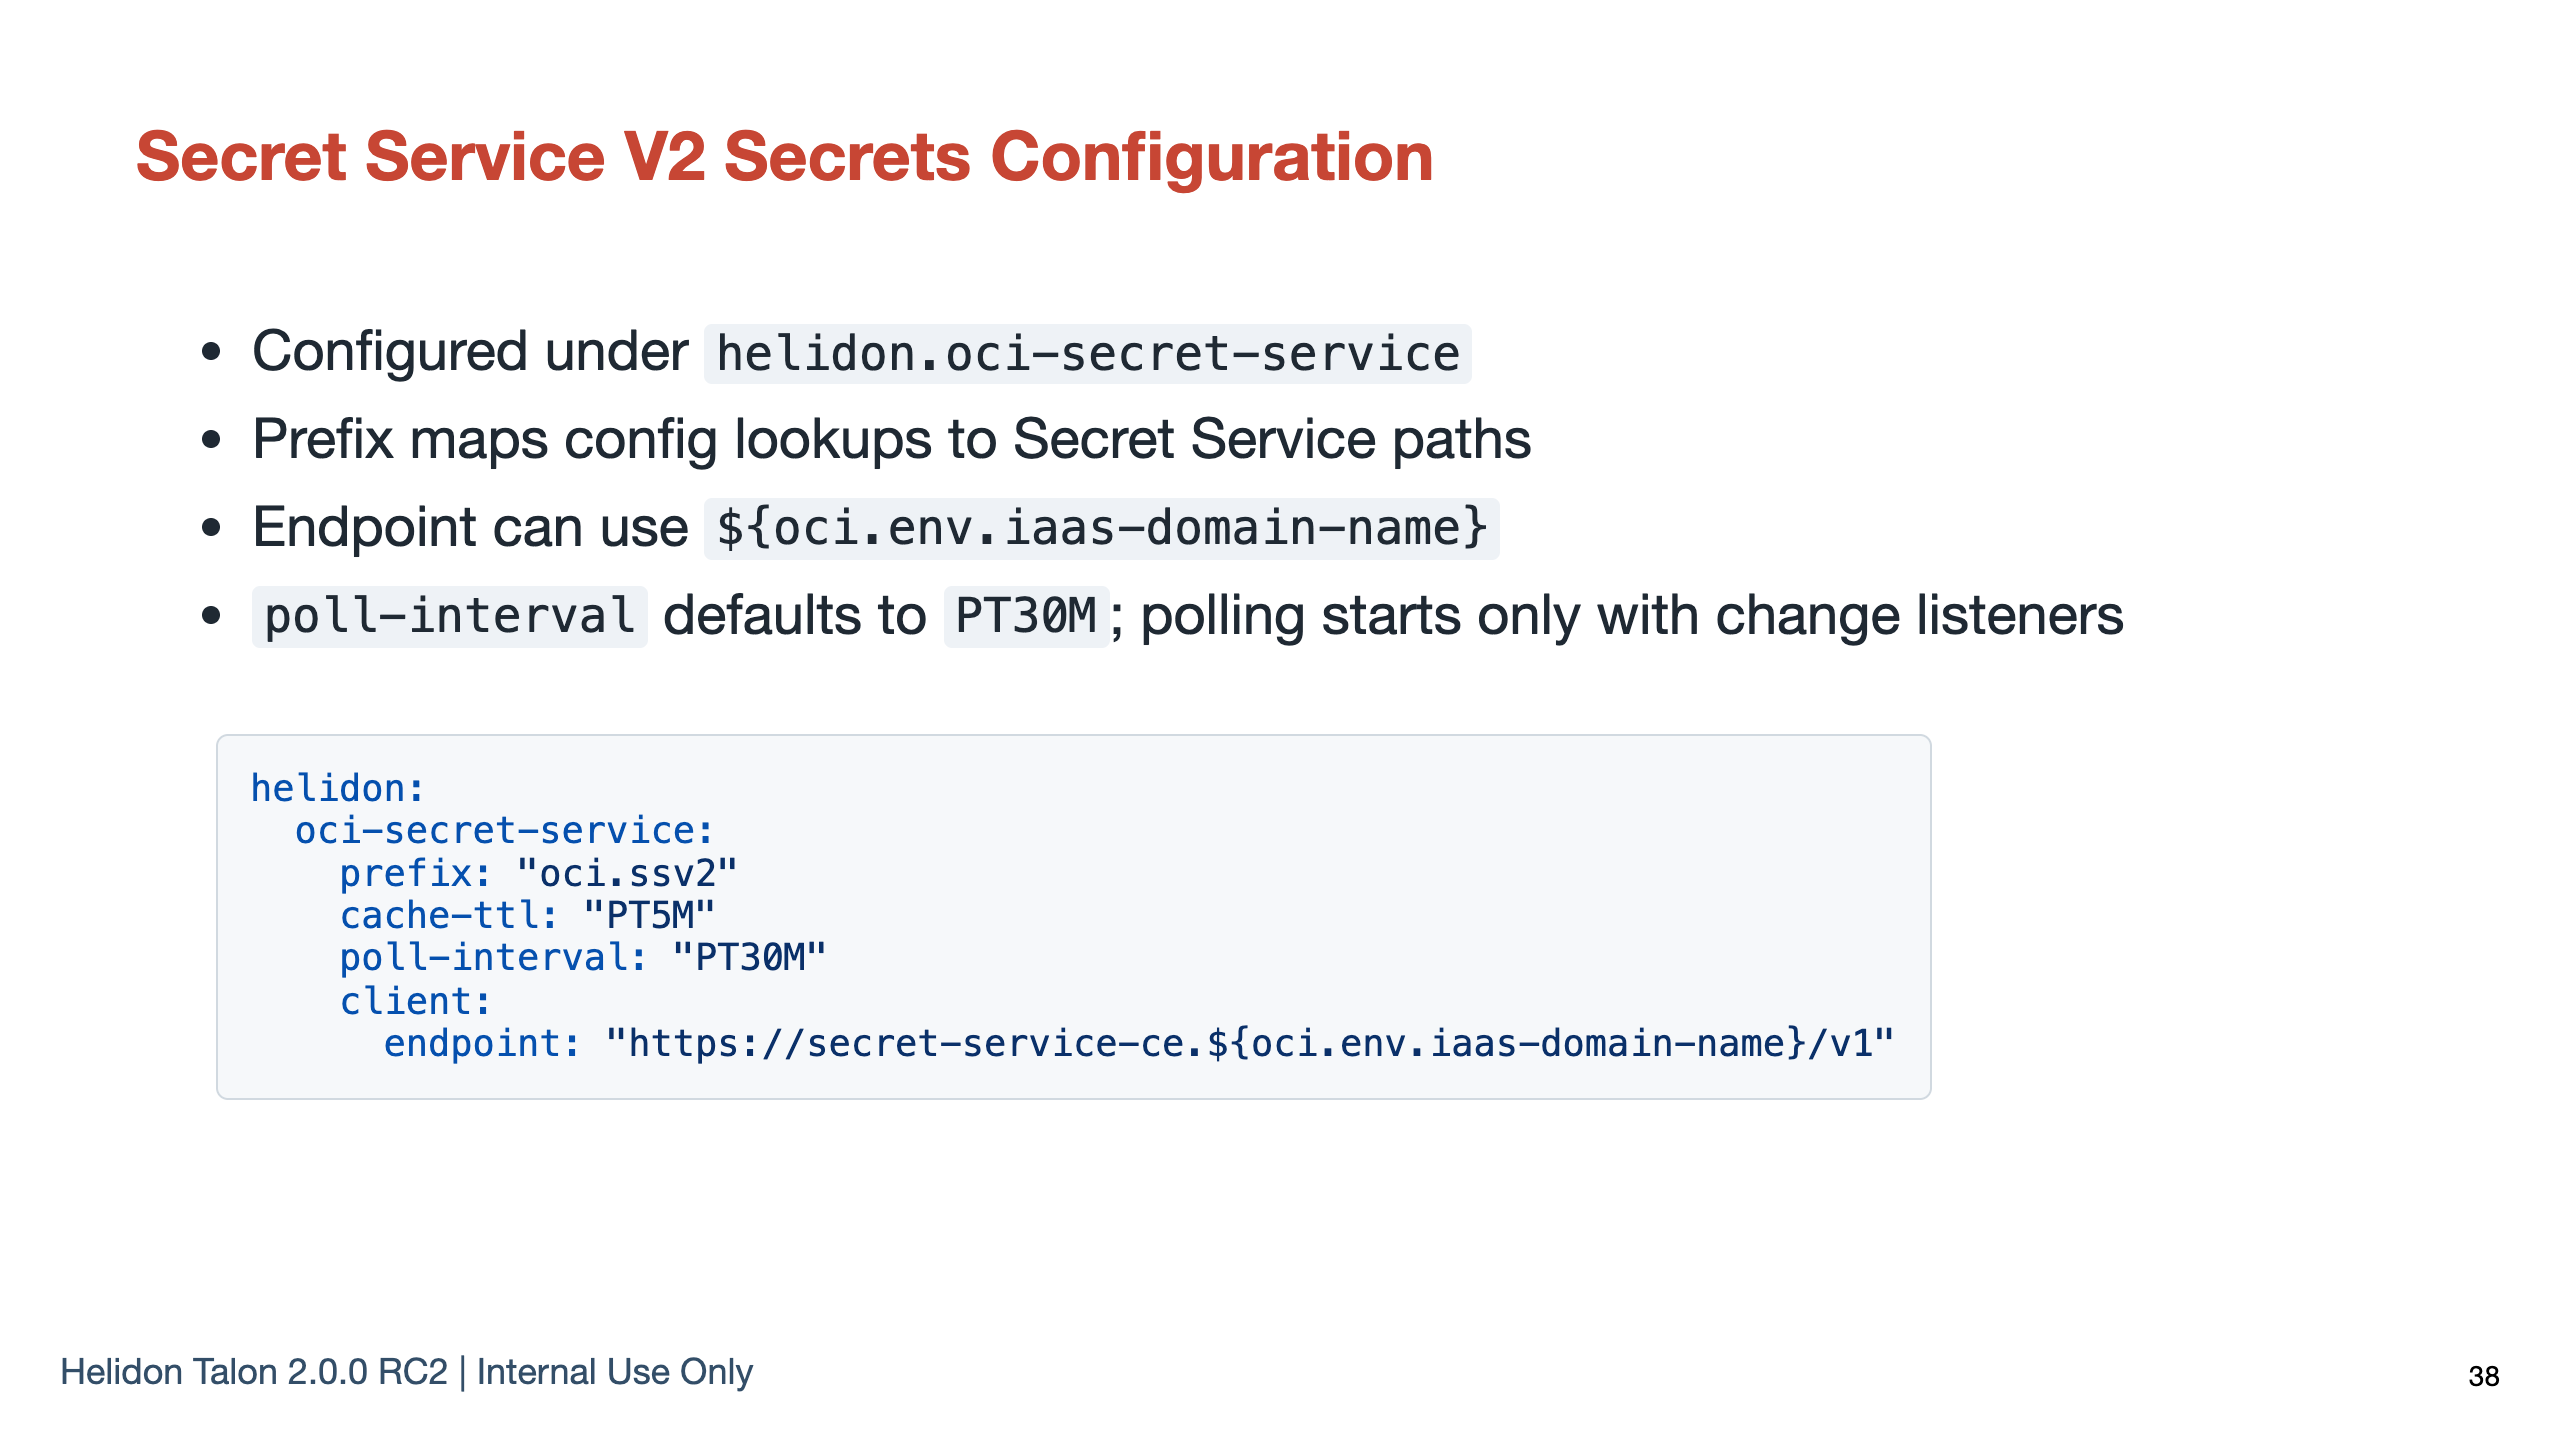 Secret Service V2 Secrets Configuration
• Configured under helidon.oci-secret-service
• Prefix maps config lookups to Secret Service paths
• Endpoint can use ${oci.env.iaas-domain-name}
• poll-interval defaults to PT30M; polling starts only with change listeners
helidon:
  oci-secret-service:
    prefix: "oci.ssv2"
    cache-ttl: "PT5M"
    poll-interval: "PT30M"
    client:
      endpoint: "https://secret-service-ce.${oci.env.iaas-domain-name}/v1"
Helidon Talon 2.0.0 RC2 | Internal Use Only
38